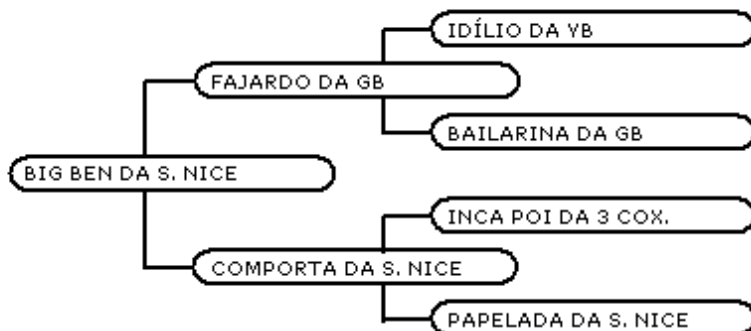 IDÍLIO DA YB
FAJARDO DA GB
BAILARINA DA GB
BIG BEN DA S. NICE
INCA POI DA 3 COX.
COMPORTA DA S. NICE
PAPELADA DA S. NICE